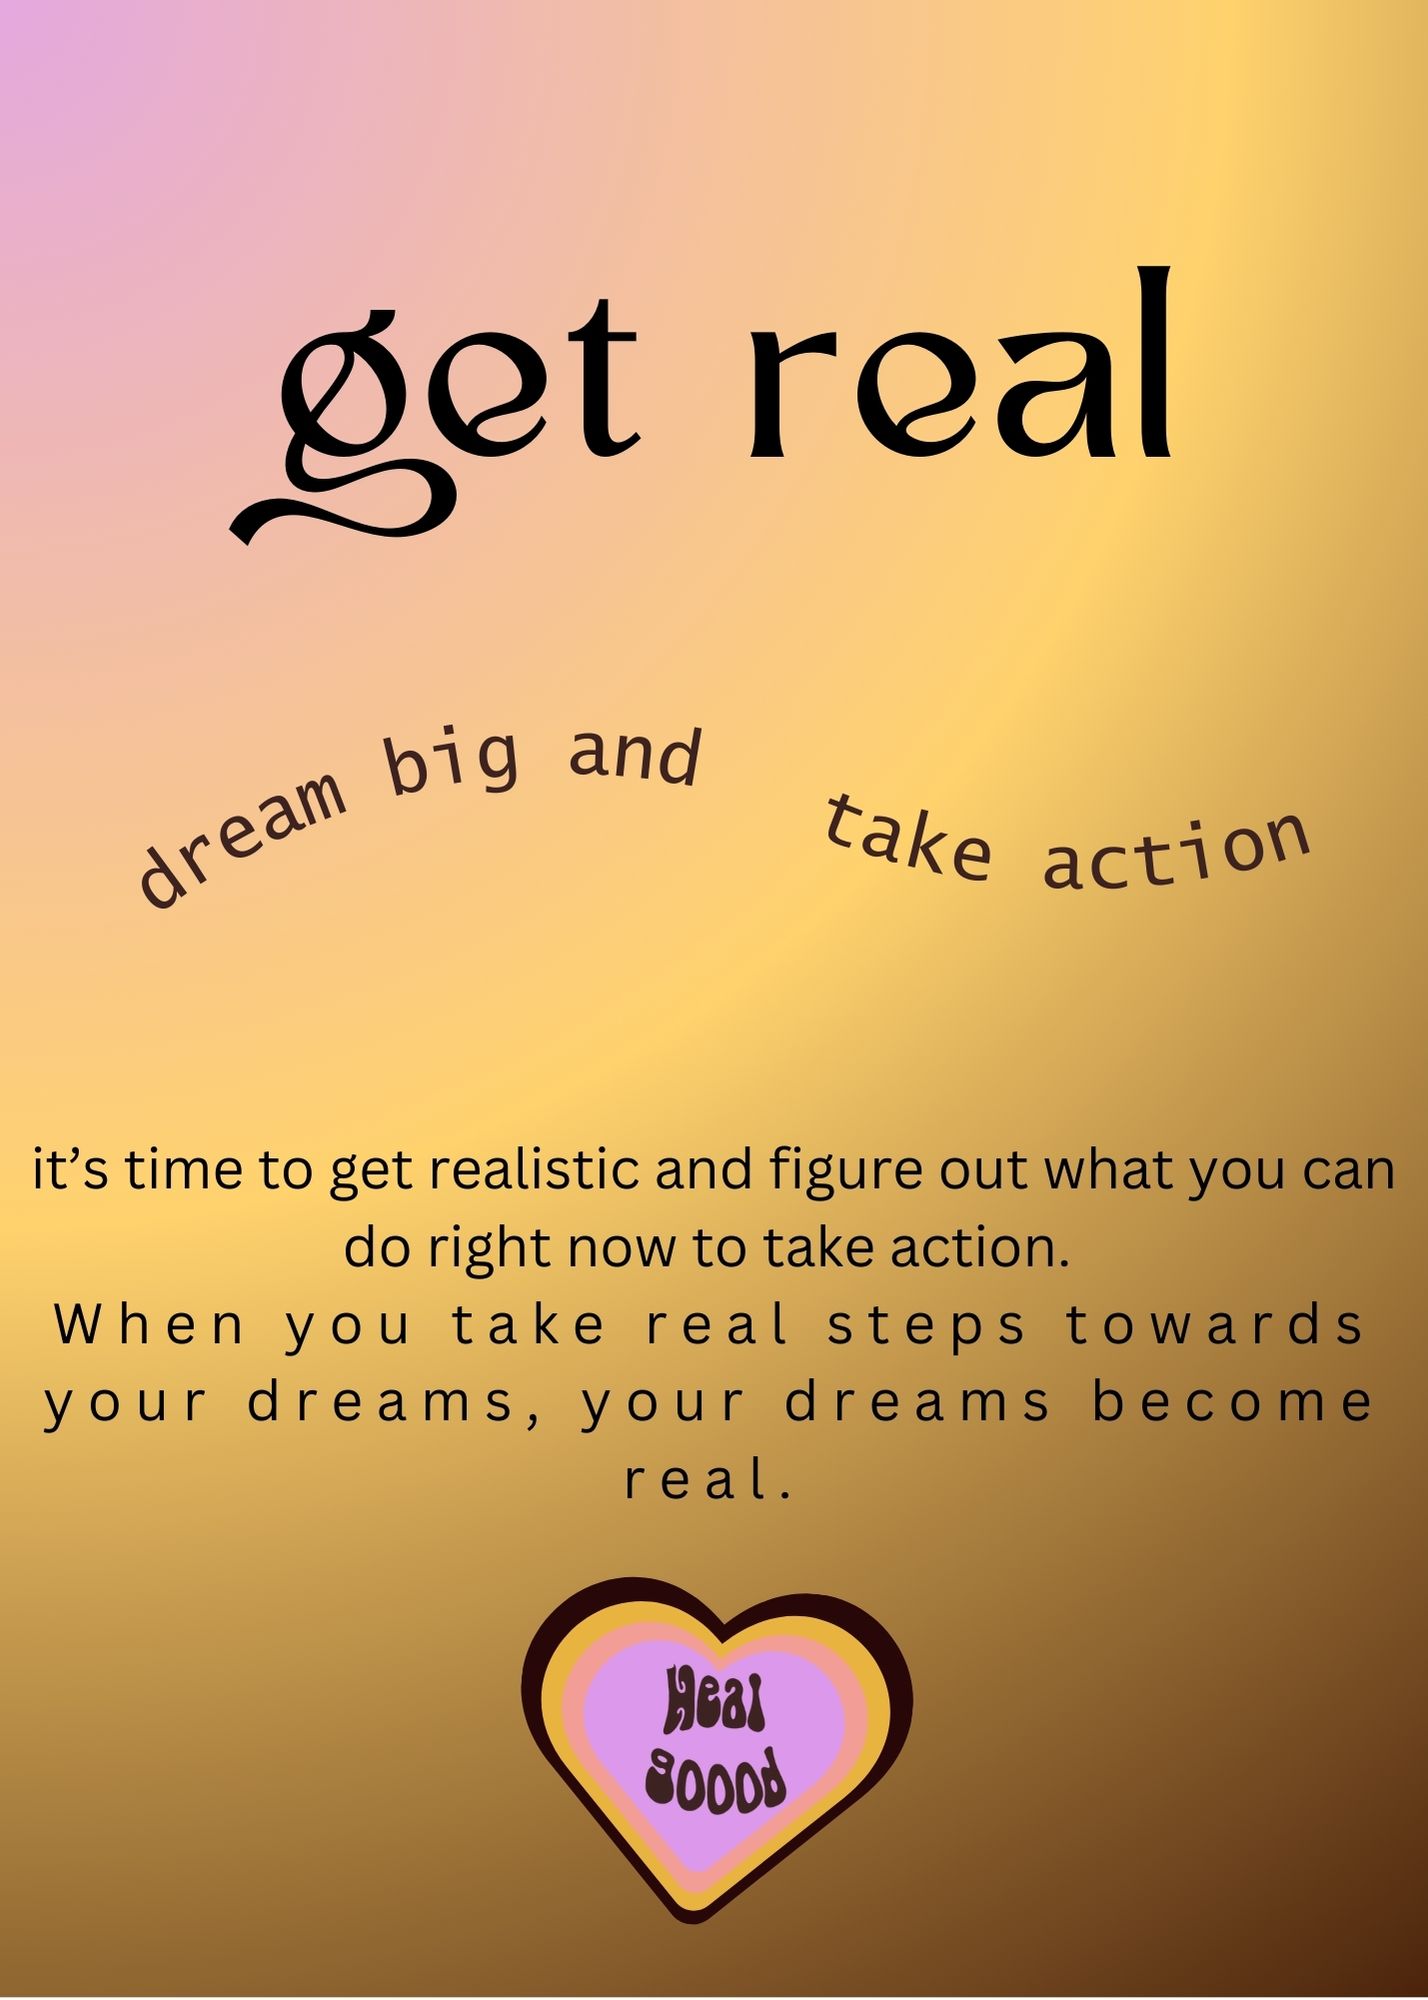 get real
dream big and take action
it’s time to get realistic and figure out what you can
do right now to take action.
When you take real steps towards
your dreams, your dreams become
real.
Heal
goood